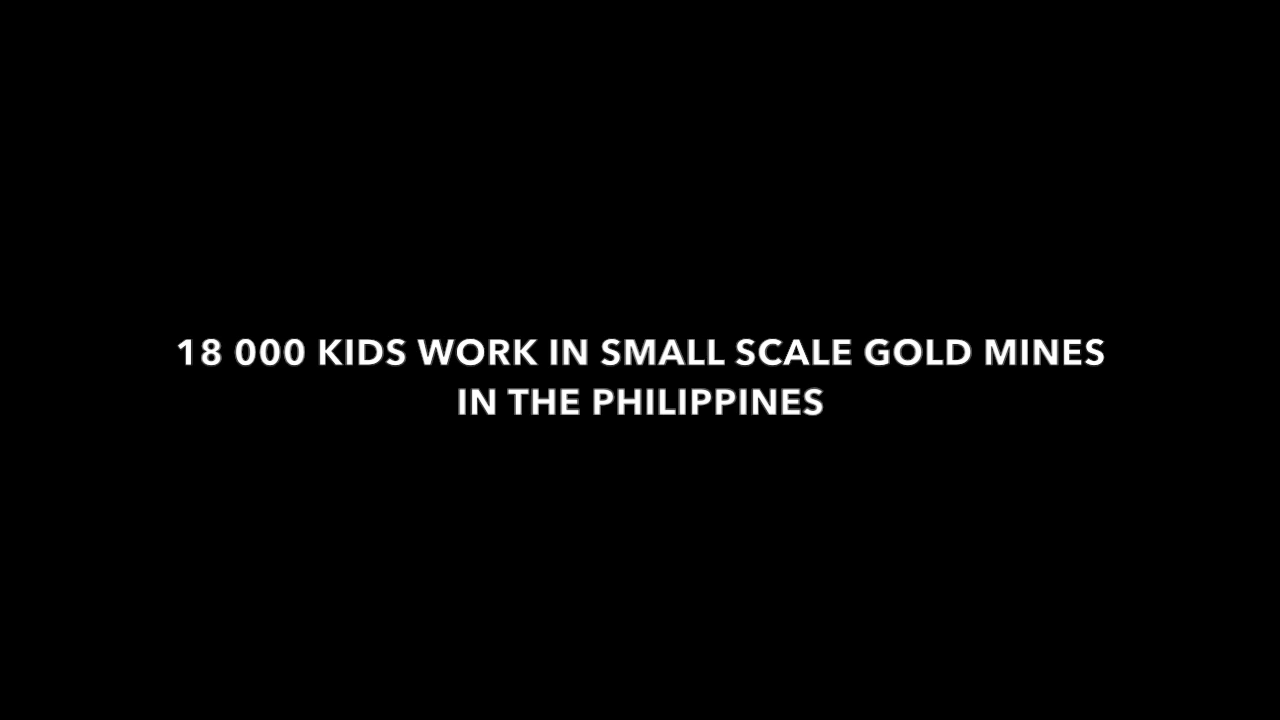 18 000 KIDS WORK IN SMALL SCALE GOLD MINES
IN THE PHILIPPINES